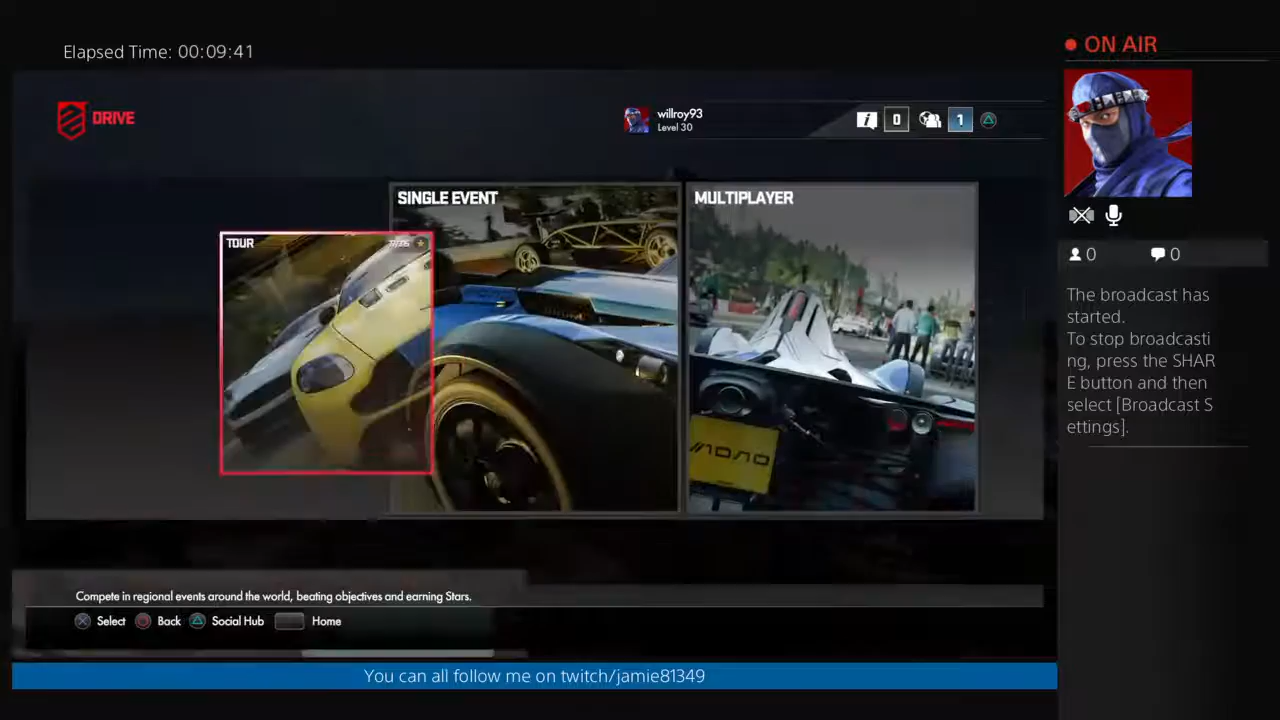 Elapsed Time: 00:09:41
ON AIR
DRIVE
willroy93
Level 30
0
1
SINGLE EVENT
MULTIPLAYER
TOUR
MONO
0
0
The broadcast has
started.
To stop broadcasti
ng, press the SHAR
E button and then
select [Broadcast S
ettings].
Compete in regional events around the world, beating objectives and earning Stars.
Select
Back
Social Hub
Home
You can all follow me on twitch/jamie81349